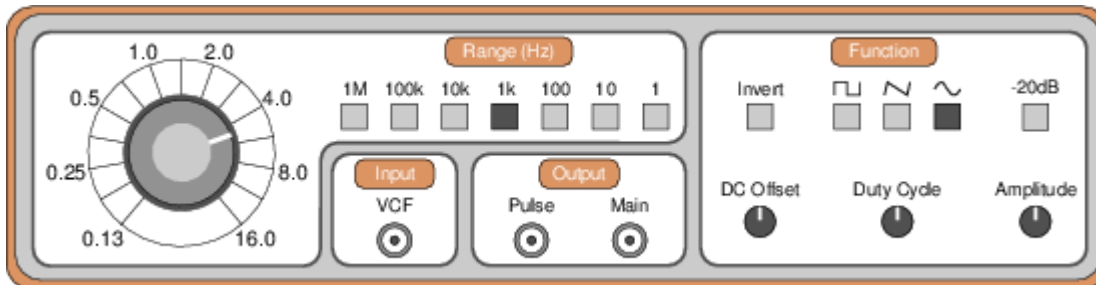 1.0 2.0
0.5 4.0
0.25 8.0
0.13 16.0
Range (Hz)
1M 100k 10k 1k 100 10 1
Input
VCF
Output
Pulse Main
Function
Invert -20dB
DC Offset Duty Cycle Amplitude